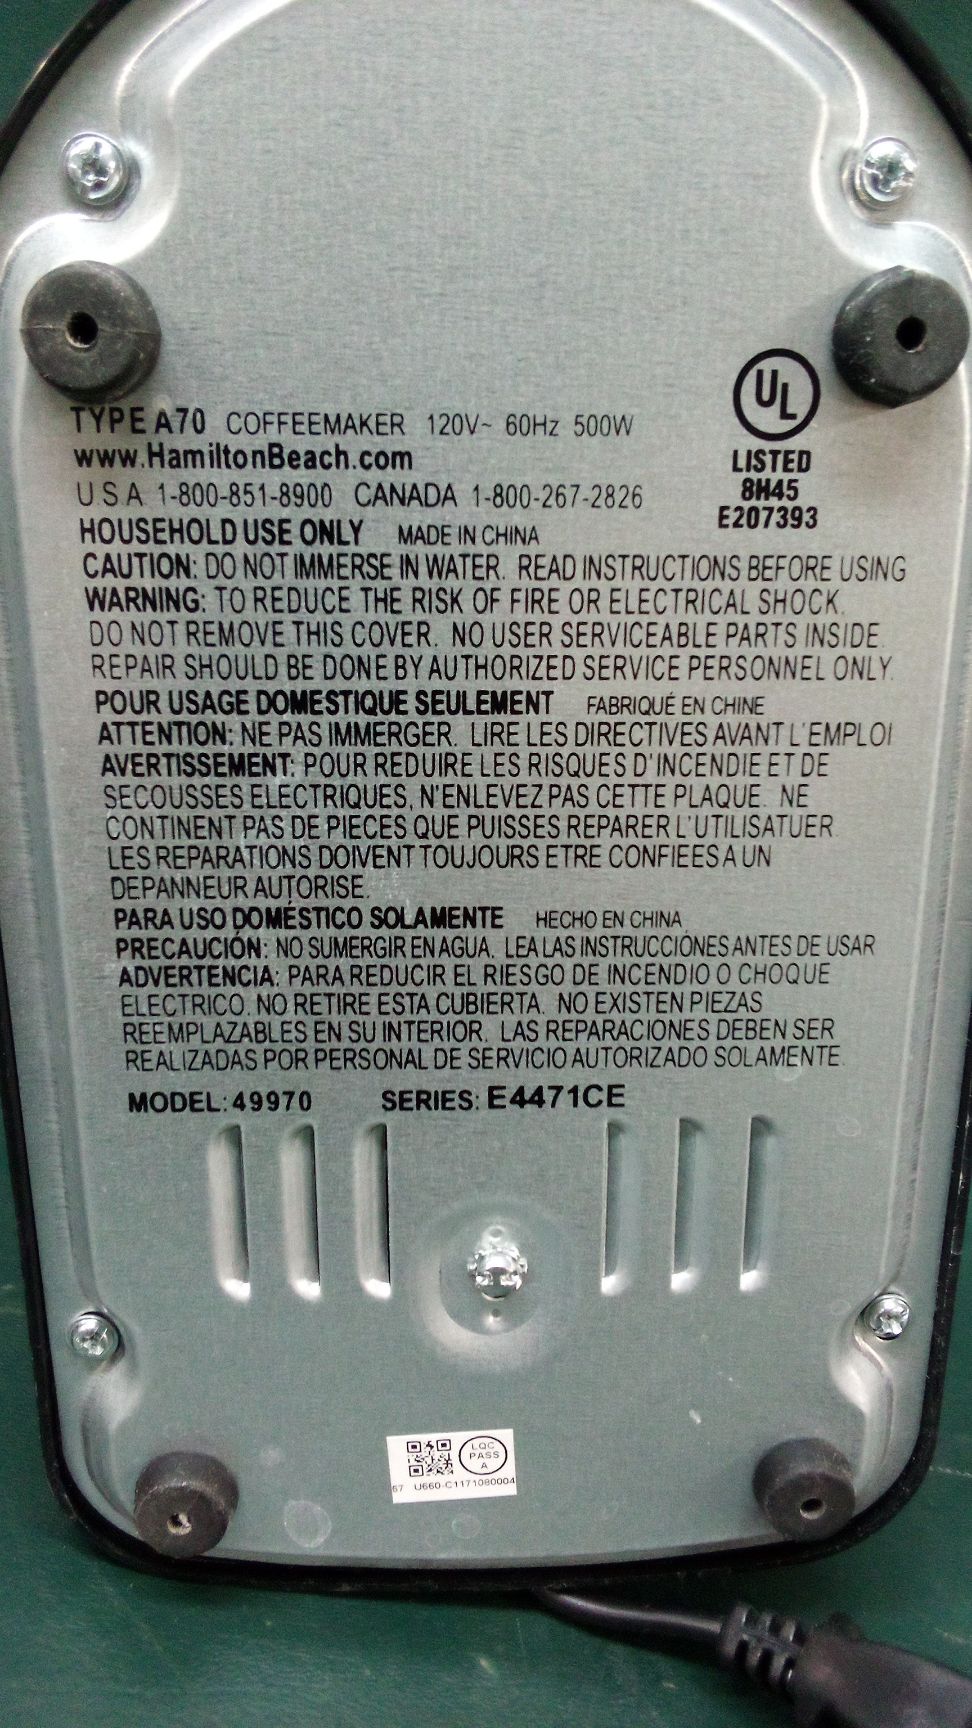 TYPE A70 COFFEEMAKER 120V~ 60Hz 500W
www.HamiltonBeach.com
U.S.A. 1-800-851-8900 CANADA 1-800-267-2826
UL
LISTED
8H45
E207393
HOUSEHOLD USE ONLY MADE IN CHINA
CAUTION: DO NOT IMMERSE IN WATER. READ INSTRUCTIONS BEFORE USING
WARNING: TO REDUCE THE RISK OF FIRE OR ELECTRICAL SHOCK.
DO NOT REMOVE THIS COVER. NO USER SERVICEABLE PARTS INSIDE.
REPAIR SHOULD BE DONE BY AUTHORIZED SERVICE PERSONNEL ONLY.
POUR USAGE DOMESTIQUE SEULEMENT FABRIQUÉ EN CHINE
ATTENTION: NE PAS IMMERGER. LIRE LES DIRECTIVES AVANT L'EMPLOI
AVERTISSEMENT: POUR REDUIRE LES RISQUES D'INCENDIE ET DE
SECOUSSES ELECTRIQUES, N'ENLEVEZ PAS CETTE PLAQUE. NE
CONTINENT PAS DE PIECES QUE PUISSES REPARER L'UTILISATUER.
LES REPARATIONS DOIVENT TOUJOURS ETRE CONFIEES A UN
DEPANNEUR AUTORISE.
PARA USO DOMÉSTICO SOLAMENTE HECHO EN CHINA
PRECAUCIÓN: NO SUMERGIR EN AGUA. LEA LAS INSTRUCCIÓNES ANTES DE USAR
ADVERTENCIA: PARA REDUCIR EL RIESGO DE INCENDIO O CHOQUE
ELECTRICO. NO RETIRE ESTA CUBIERTA. NO EXISTEN PIEZAS
REEMPLAZABLES EN SU INTERIOR. LAS REPARACIONES DEBEN SER
REALIZADAS POR PERSONAL DE SERVICIO AUTORIZADO SOLAMENTE.
MODEL: 49970 SERIES: E4471CE
LQC
PASS
A
67 U660-C1171080004